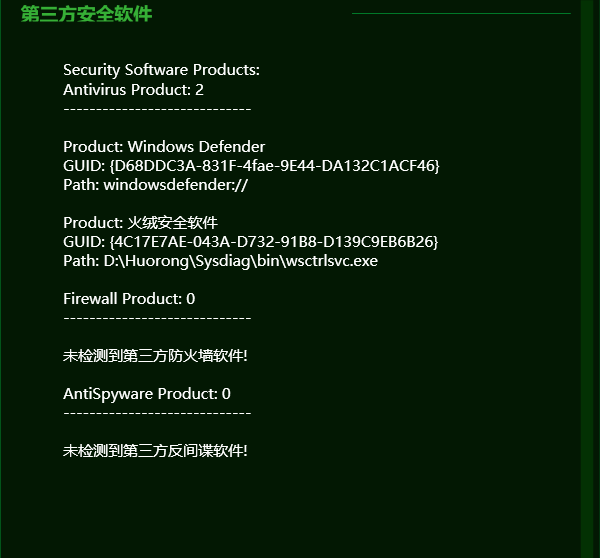 第三方安全软件
Security Software Products:
Antivirus Product: 2
-----------------------------
Product: Windows Defender
GUID: {D68DDC3A-831F-4fae-9E44-DA132C1ACF46}
Path: windowsdefender://
Product: 火绒安全软件
GUID: {4C17E7AE-043A-D732-91B8-D139C9EB6B26}
Path: D:\Huorong\Sysdiag\bin\wsctrlsvc.exe
Firewall Product: 0
-----------------------------
未检测到第三方防火墙软件!
AntiSpyware Product: 0
-----------------------------
未检测到第三方反间谍软件!